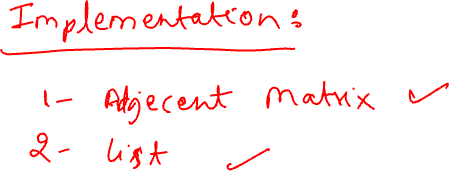 Implementation:
1- Adjecent Matrix ✓
2- list ✓